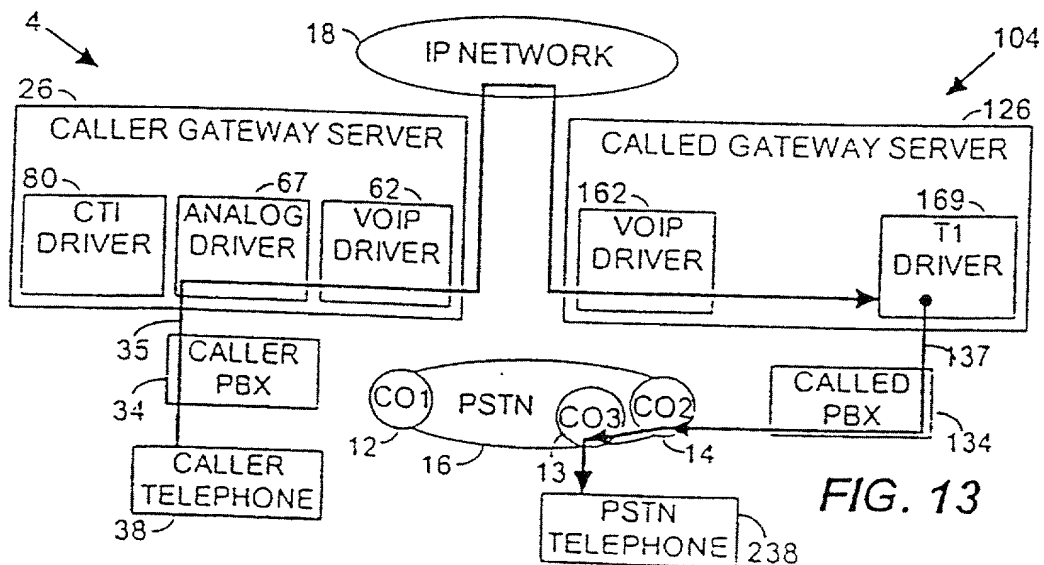 4
18
IP NETWORK
104
26
CALLER GATEWAY SERVER
126
CALLED GATEWAY SERVER
80
CTI
DRIVER
67
ANALOG
DRIVER
62
VOIP
DRIVER
162
VOIP
DRIVER
169
T1
DRIVER
35
CALLER
PBX
34
CO1
PSTN
CO3
CO2
12
16
13
14
137
CALLED
PBX
134
CALLER
TELEPHONE
38
PSTN
TELEPHONE
238
FIG. 13